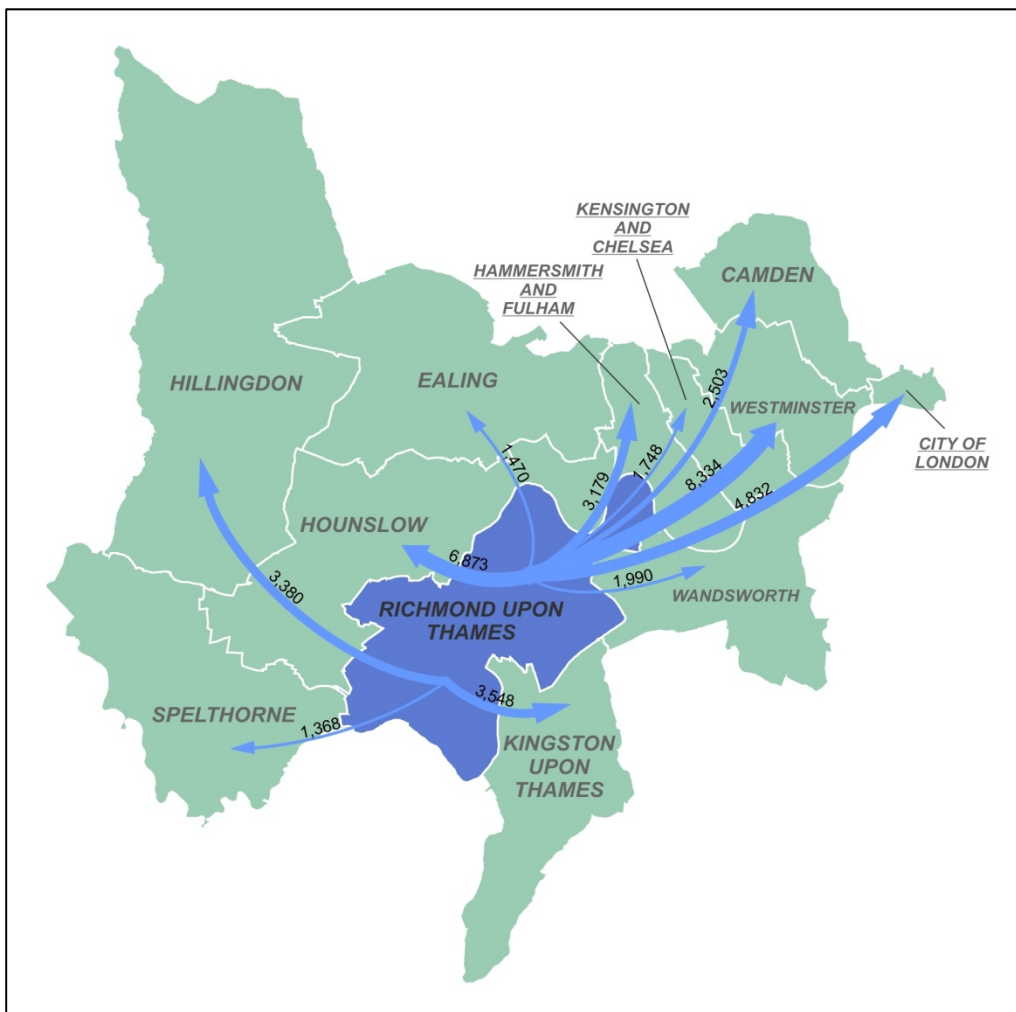 KENSINGTON
AND
CHELSEA
HAMMERSMITH
AND
FULHAM
CAMDEN
HILLINGDON
EALING
2,503
WESTMINSTER
CITY OF
LONDON
1,470
3,179
1,748
8,334
4,832
HOUNSLOW
6,873
1,990
3,380
RICHMOND UPON
THAMES
WANDSWORTH
SPELTHORNE
1,368
3,548
KINGSTON
UPON
THAMES